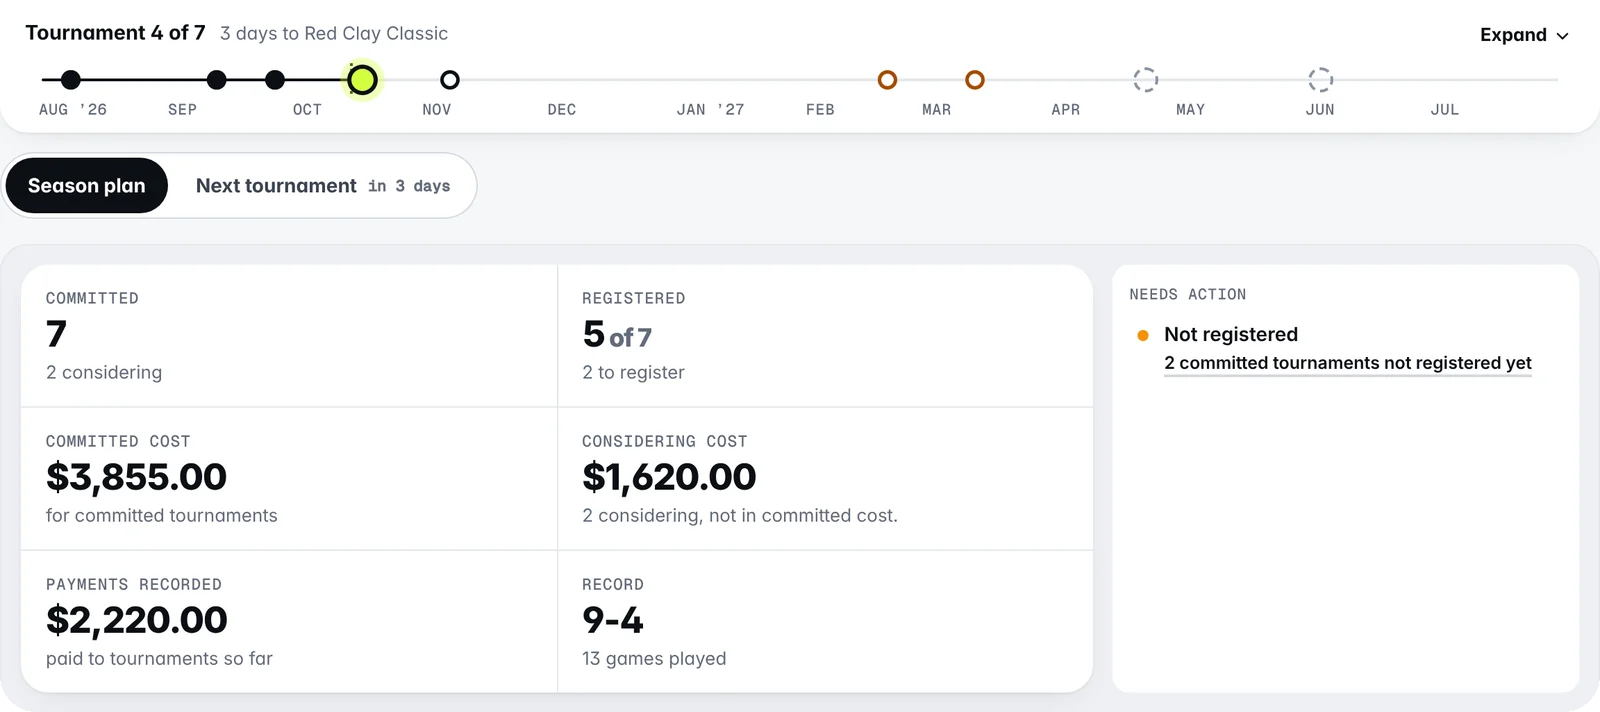 Tournament 4 of 7 3 days to Red Clay Classic
Expand
AUG '26 SEP OCT NOV DEC JAN '27 FEB MAR APR MAY JUN JUL
Season plan Next tournament in 3 days
COMMITTED
7
2 considering
REGISTERED
5 of 7
2 to register
COMMITTED COST
$3,855.00
for committed tournaments
CONSIDERING COST
$1,620.00
2 considering, not in committed cost.
PAYMENTS RECORDED
$2,220.00
paid to tournaments so far
RECORD
9-4
13 games played
NEEDS ACTION
Not registered
2 committed tournaments not registered yet